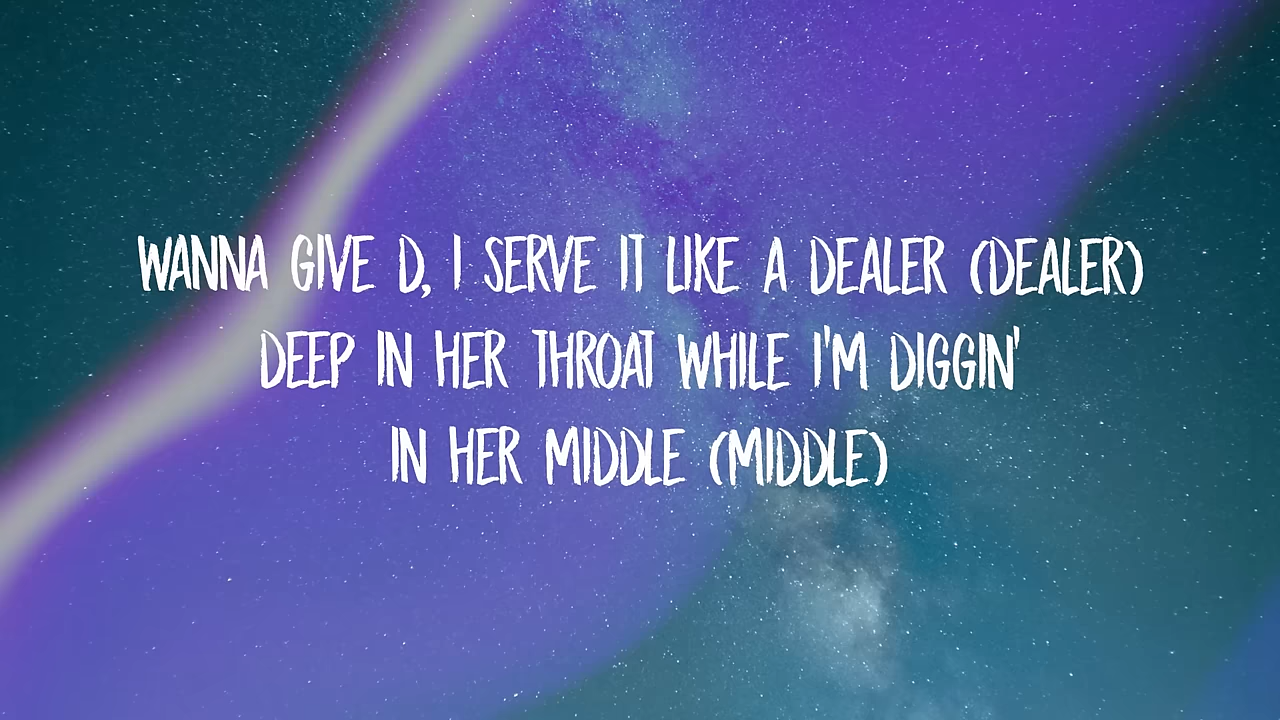 WANNA GIVE D, I SERVE IT LIKE A DEALER (DEALER)
DEEP IN HER THROAT WHILE I'M DIGGIN'
IN HER MIDDLE (MIDDLE)